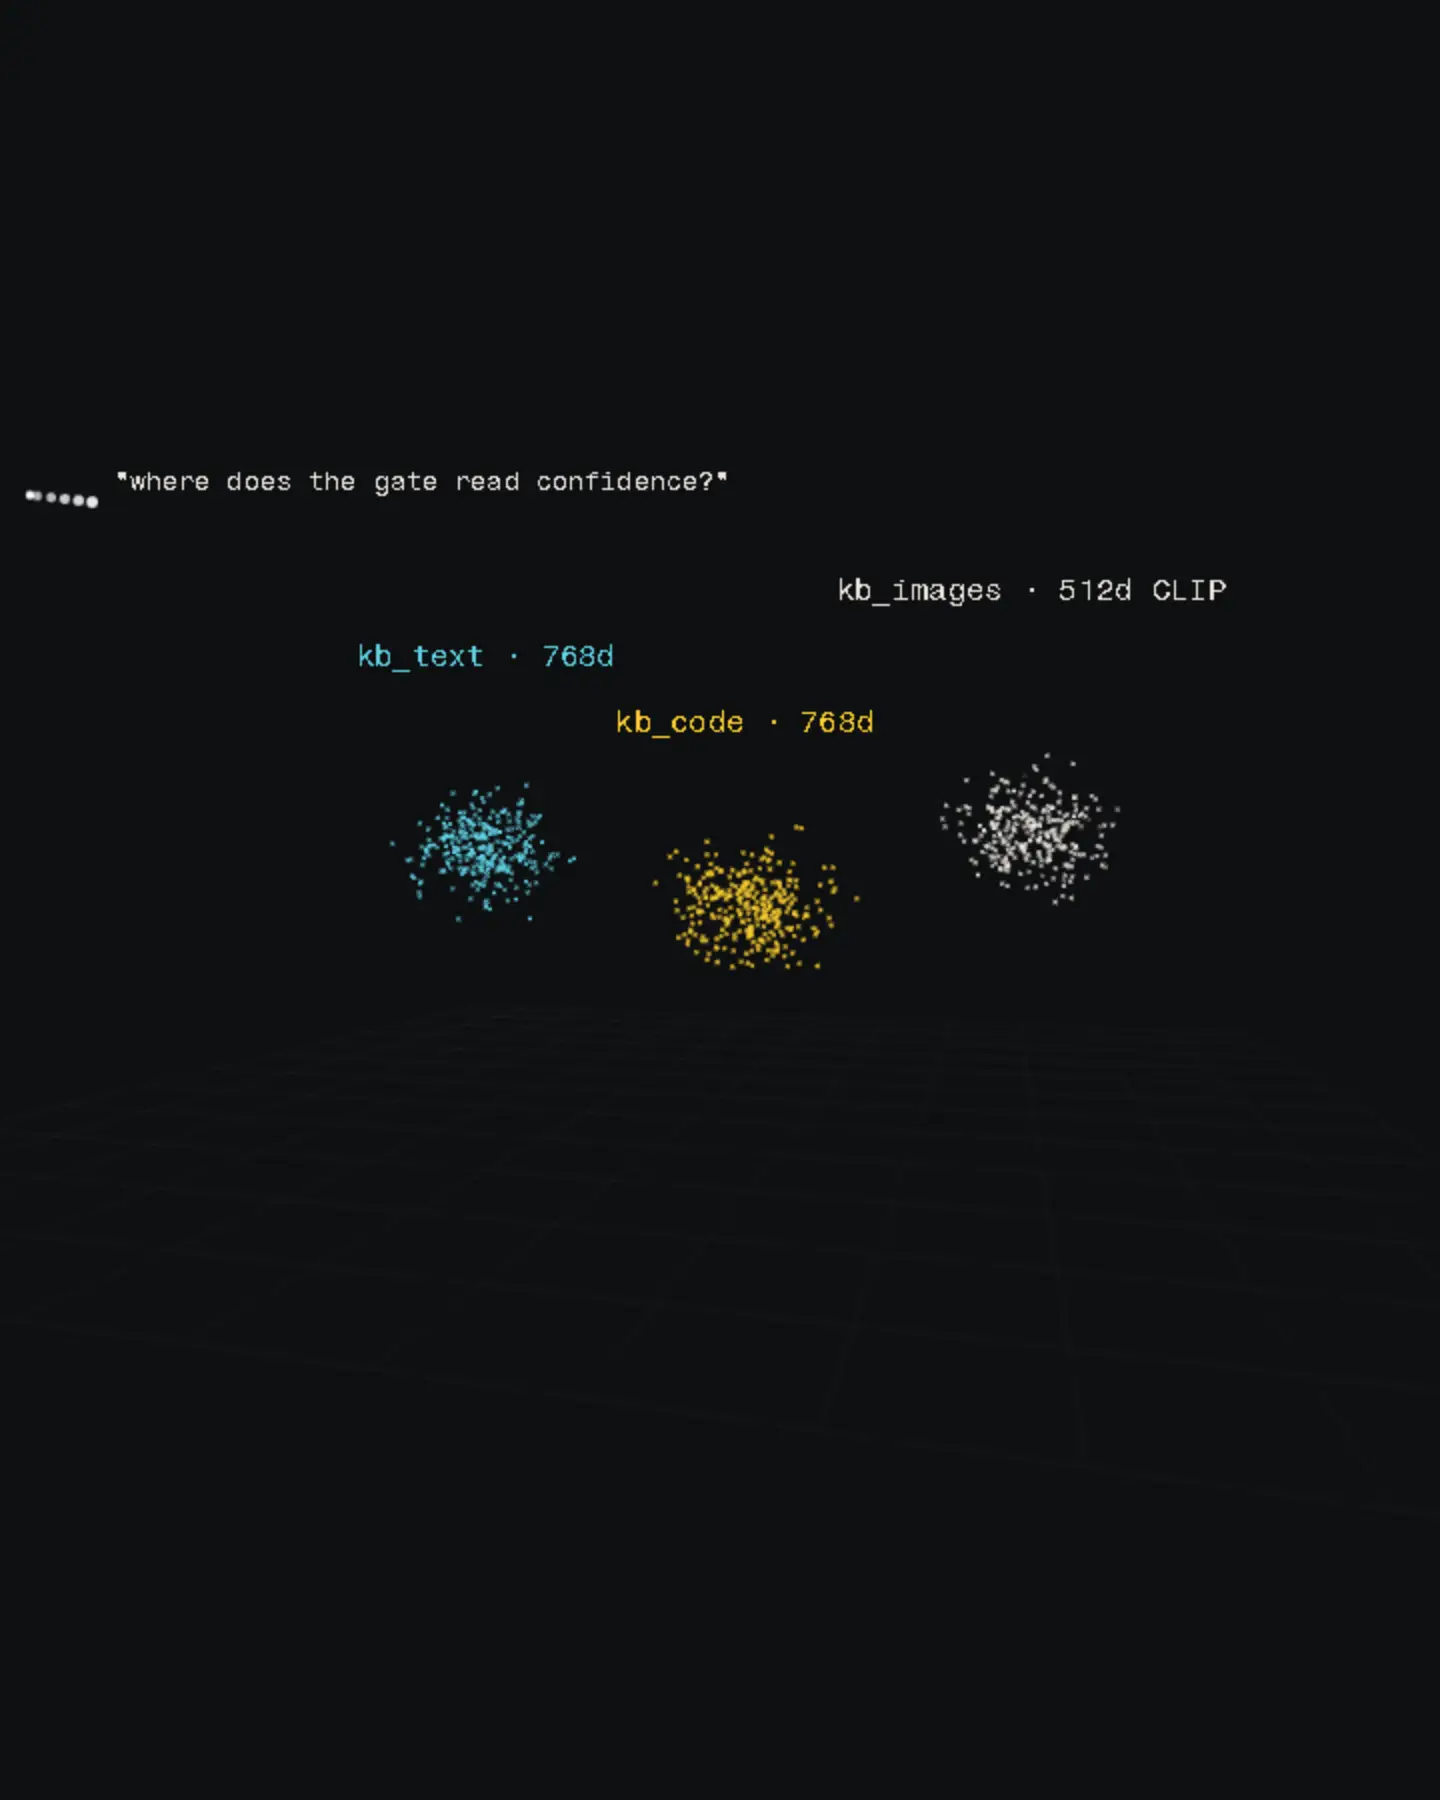 "where does the gate read confidence?"
kb_images · 512d CLIP
kb_text · 768d
kb_code · 768d